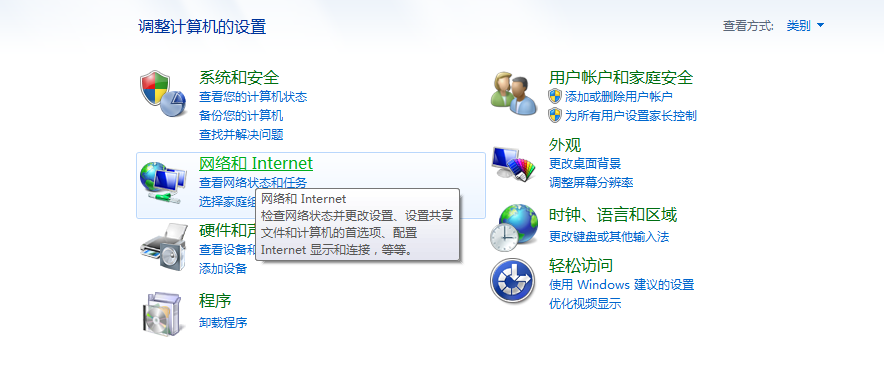 调整计算机的设置
查看方式: 类别
系统和安全
查看您的计算机状态
备份您的计算机
查找并解决问题
网络和 Internet
查看网络状态和任务
选择家庭组
网络和 Internet
检查网络状态并更改设置、设置共享
文件和计算机的首选项、配置
Internet 显示和连接，等等。
硬件和声
查看设备和
添加设备
程序
卸载程序
用户帐户和家庭安全
添加或删除用户帐户
为所有用户设置家长控制
外观
更改桌面背景
调整屏幕分辨率
时钟、语言和区域
更改键盘或其他输入法
轻松访问
使用 Windows 建议的设置
优化视频显示